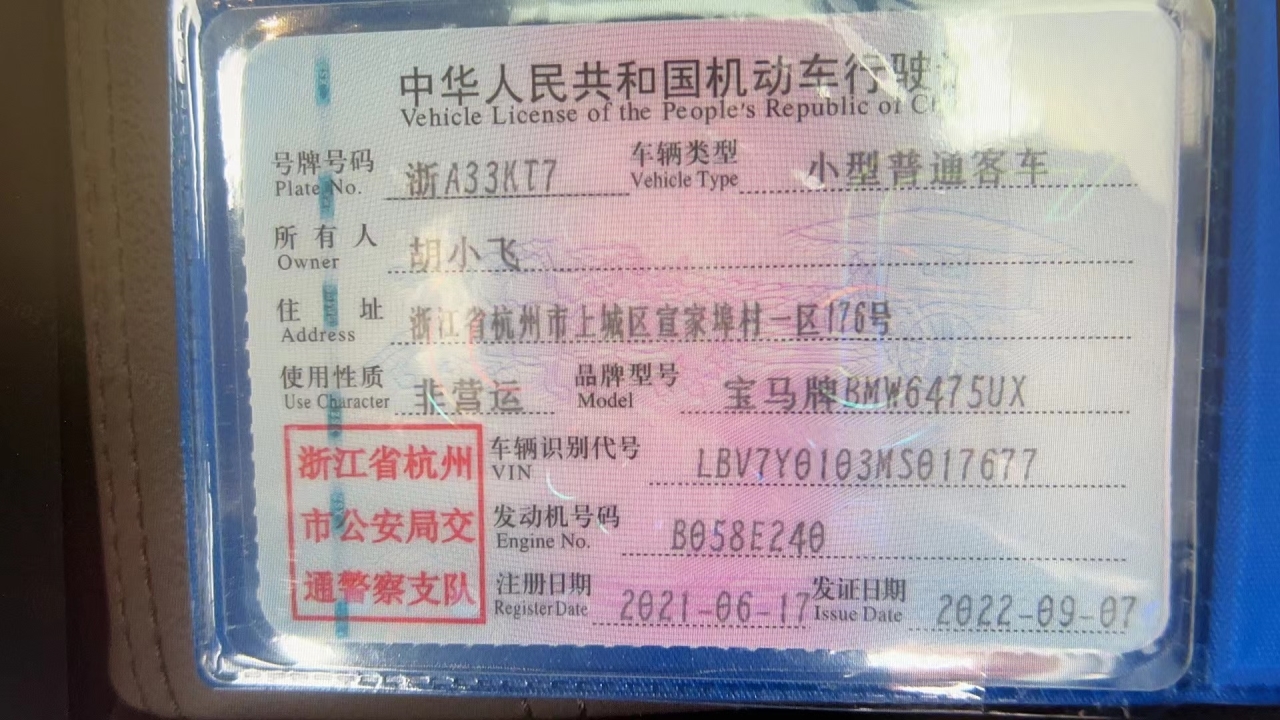 中华人民共和国机动车行驶
Vehicle License of the People's Republic of
号牌号码 浙A33KT7 车辆类型 小型普通客车
Plate No. Vehicle Type
所有人 胡小飞
Owner
住址 浙江省杭州市上城区宣家埠村一区176号
Address
使用性质 非营运 品牌型号 宝马牌BMW6475UX
Use Character Model
浙江省杭州 车辆识别代号 LBV7Y0103MS017677
VIN
市公安局交 发动机号码 B058E240
Engine No.
通警察支队 注册日期 2021-06-17 发证日期 2022-09-07
Register Date Issue Date